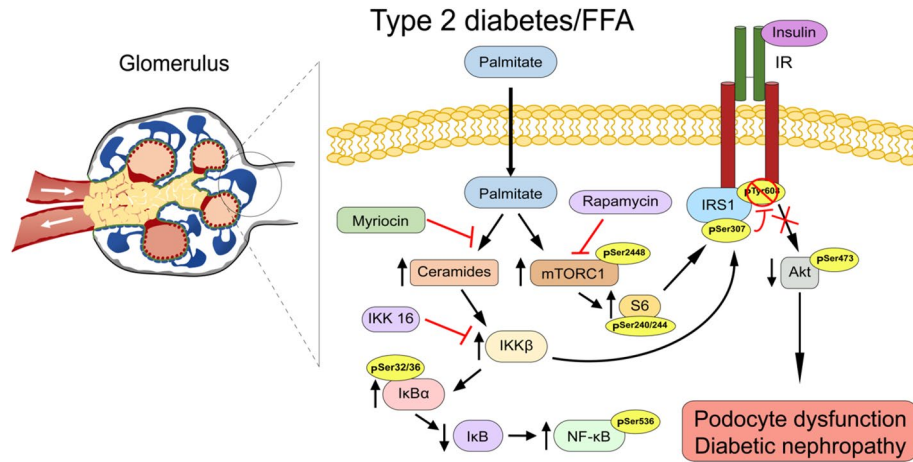 Type 2 diabetes/FFA
Glomerulus
Insulin
IR
Palmitate
Palmitate
Rapamycin
Myriocin
IRS1
pTyr608
pSer307
pSer2448
Ceramides
mTORC1
Akt
pSer473
S6
pSer240/244
IKK 16
IKKβ
pSer32/36
IκBα
IκB
NF-κB
pSer536
Podocyte dysfunction
Diabetic nephropathy